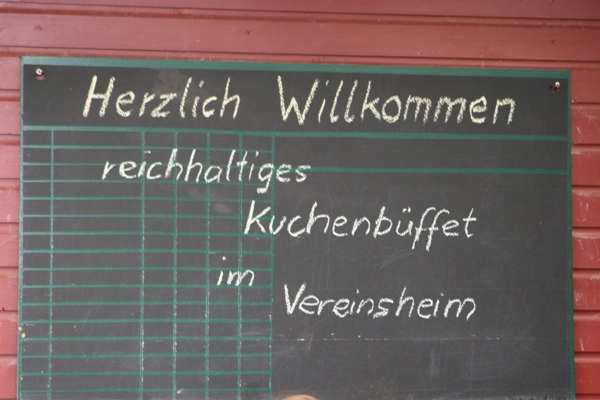 Herzlich Willkommen
reichhaltiges
Kuchenbüffet
im
Vereinsheim